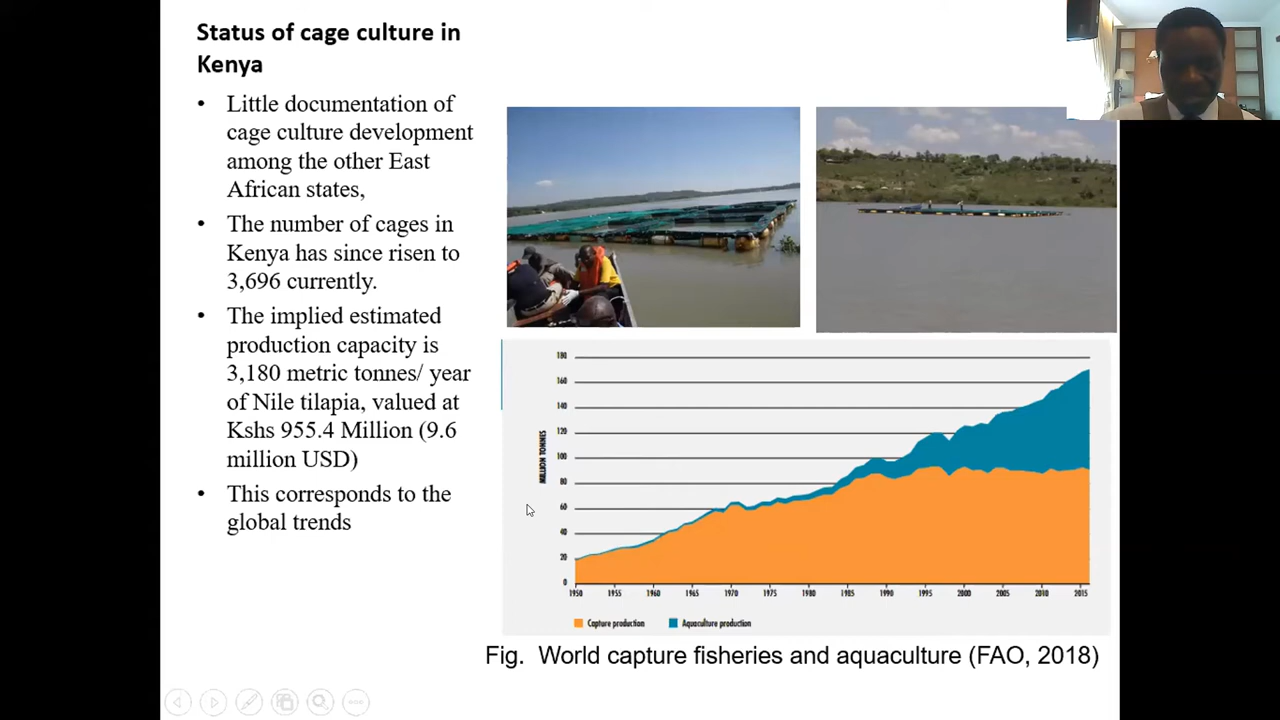 Status of cage culture in
Kenya
• Little documentation of
cage culture development
among the other East
African states,
• The number of cages in
Kenya has since risen to
3,696 currently.
• The implied estimated
production capacity is
3,180 metric tonnes/ year
of Nile tilapia, valued at
Kshs 955.4 Million (9.6
million USD)
• This corresponds to the
global trends
180
160
140
120
100
80
60
40
20
0
MILLION TONNES
1950 1955 1960 1965 1970 1975 1980 1985 1990 1995 2000 2005 2010 2015
Capture production Aquaculture production
Fig. World capture fisheries and aquaculture (FAO, 2018)